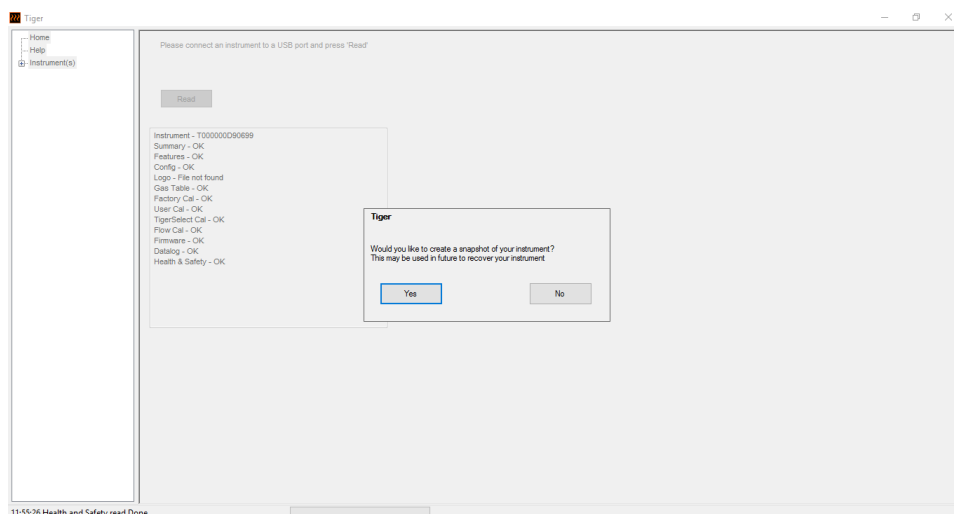 Tiger
Home
Help
Instrument(s)
Please connect an instrument to a USB port and press 'Read'
Read
Instrument - T000000D90699
Summary - OK
Features - OK
Config - OK
Logo - File not found
Gas Table - OK
Factory Cal - OK
User Cal - OK
TigerSelect Cal - OK
Flow Cal - OK
Firmware - OK
Datalog - OK
Health & Safety - OK
Tiger
Would you like to create a snapshot of your instrument?
This may be used in future to recover your instrument
Yes
No
11:55:26 Health and Safety read Done